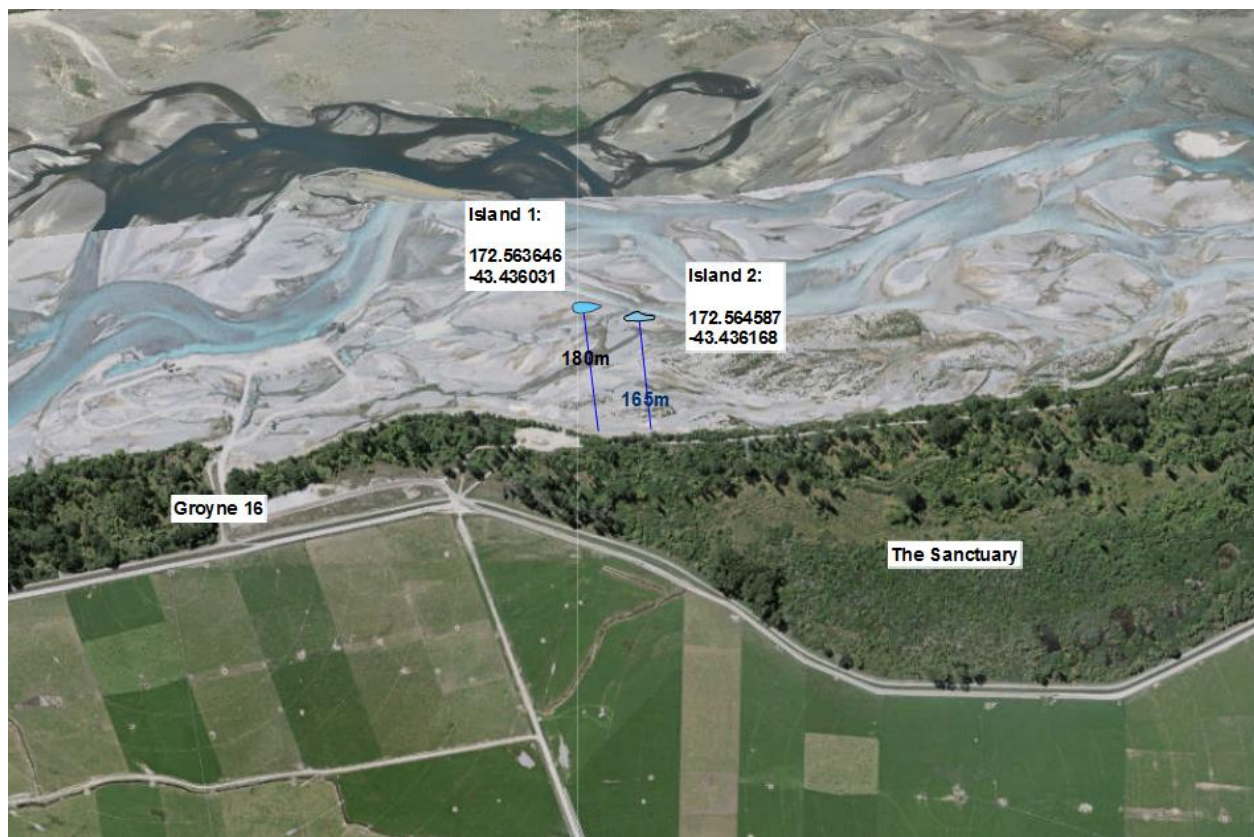 Island 1:
172.563646
-43.436031
Island 2:
172.564587
-43.436168
180m
165m
Groyne 16
The Sanctuary